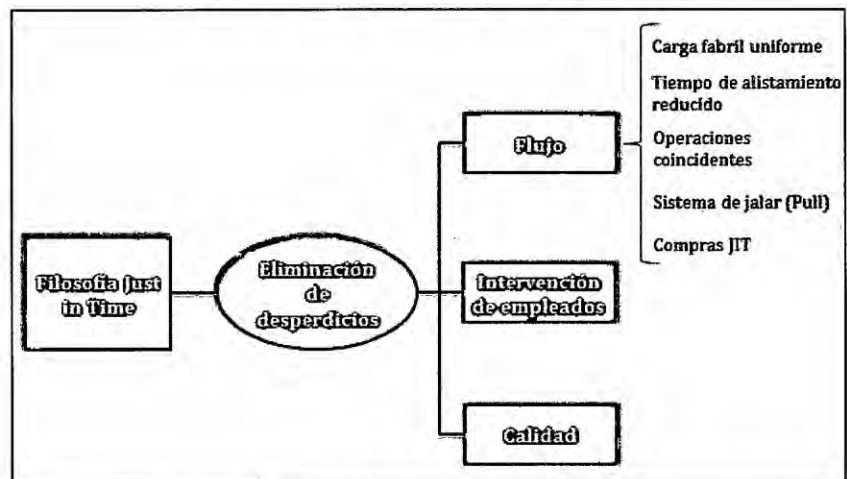 Filosofía Just
in Time
Eliminación
de
desperdicios
Flujo
Carga fabril uniforme
Tiempo de alistamiento
reducido
Operaciones
coincidentes
Sistema de jalar (Pull)
Compras JIT
Intervención
de empleados
Calidad